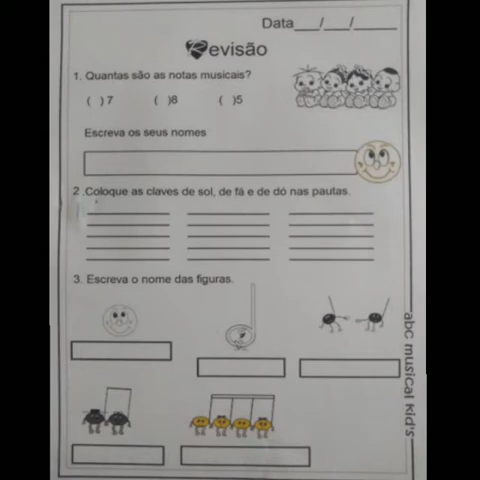 Data___/___/_____
Revisão
1. Quantas são as notas musicais?
( ) 7 ( )8 ( )5
Escreva os seus nomes
2 .Coloque as claves de sol, de fá e de dó nas pautas.
3. Escreva o nome das figuras.
abc musical kid's